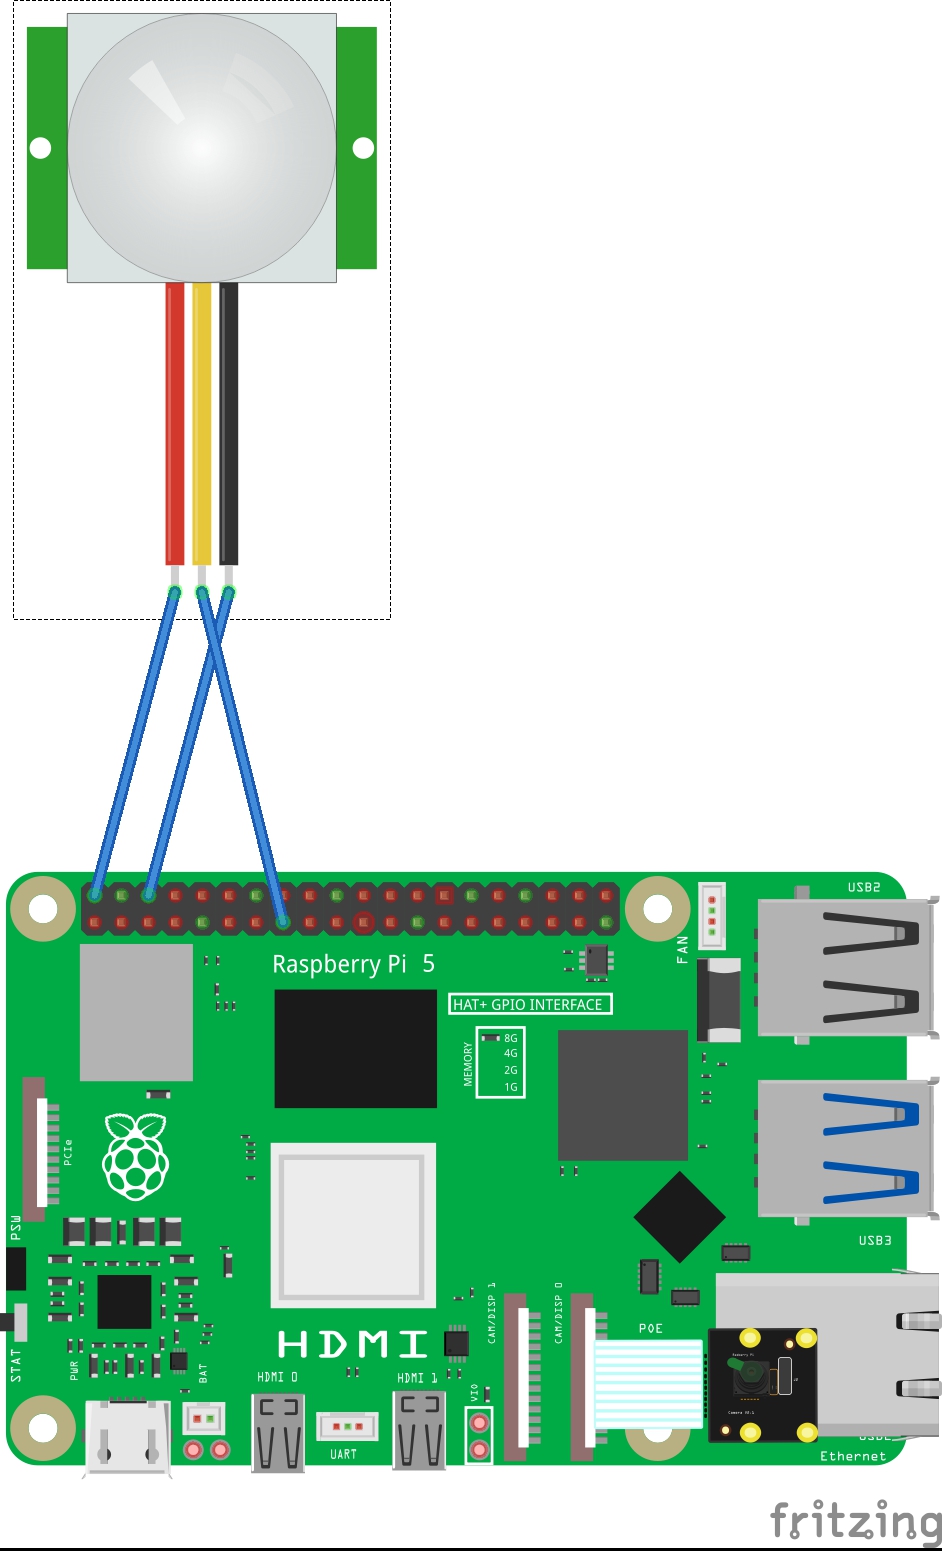 USB2
FAN
Raspberry Pi 5
HAT+ GPIO INTERFACE
MEMORY
8G
4G
2G
1G
PCIe
PSW
USB3
CAM/DISP 1
CAM/DISP 0
POE
HDMI
STAT
PWR
BAT
HDMI 0
HDMI 1
VIO
UART
Ethernet
fritzing